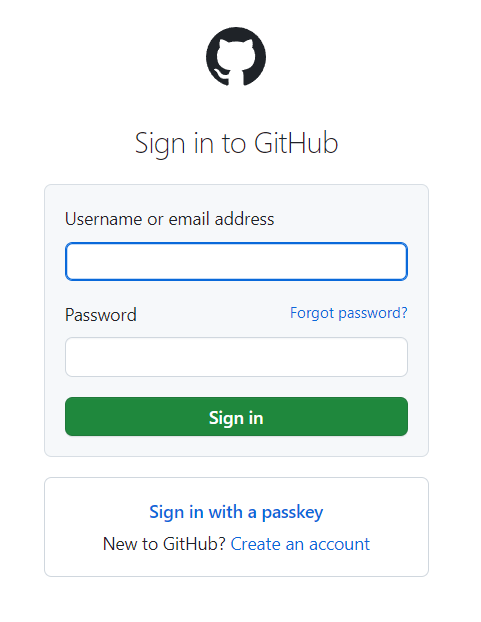 Sign in to GitHub
Username or email address
Password Forgot password?
Sign in
Sign in with a passkey
New to GitHub? Create an account